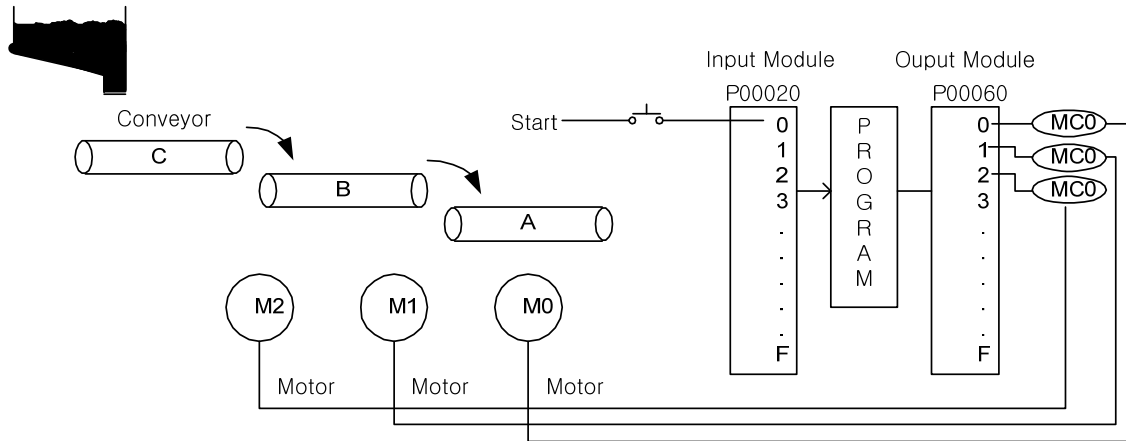 Input Module
Ouput Module
P00020
P00060
Conveyor
Start
C
B
A
0
1
2
3
.
.
.
.
.
F
P
R
O
G
R
A
M
0
1
2
3
.
.
.
.
.
F
MC0
MC0
MC0
M2
M1
M0
Motor
Motor
Motor